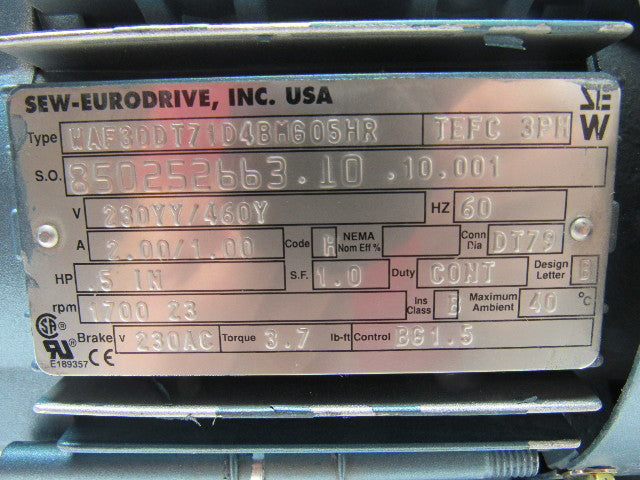 SEW-EURODRIVE, INC. USA SEW
Type WAF30DT71D4BMG05HR TEFC 3PH
S.O. 850252663.10 .10.001
V 230YY/460Y HZ 60
A 2.00/1.00 Code H NEMA Nom Eff % Conn Dia DT79
HP .5 IN S.F. 1.0 Duty CONT Design Letter B
rpm 1700 23 Ins Class B Maximum Ambient 40 °C
Brake V 230AC Torque 3.7 lb-ft Control BG1.5
E189357